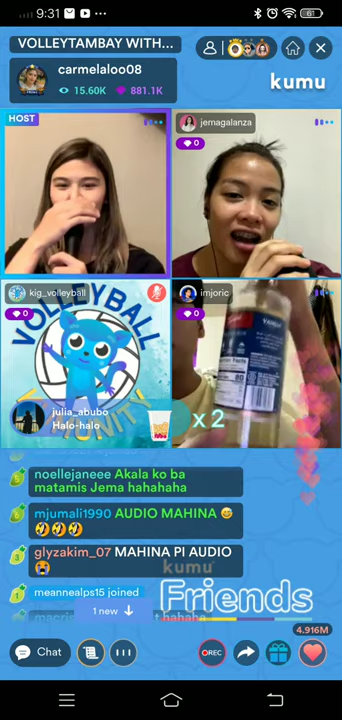 9:31
61
VOLLEYTAMBAY WITH...
carmelaloo08
15.60K 881.1K
kumu
HOST
jemagalanza
0
kig_volleyball
0
imjoric
0
VOLLEYBALL
julia_abubo
Halo-halo
x 2
noellejaneee Akala ko ba
matamis Jema hahahaha
mjumali1990 AUDIO MAHINA
glyzakim_07 MAHINA PI AUDIO
meannealps15 joined
1 new
kumu
Friends
4.916M
Chat
REC